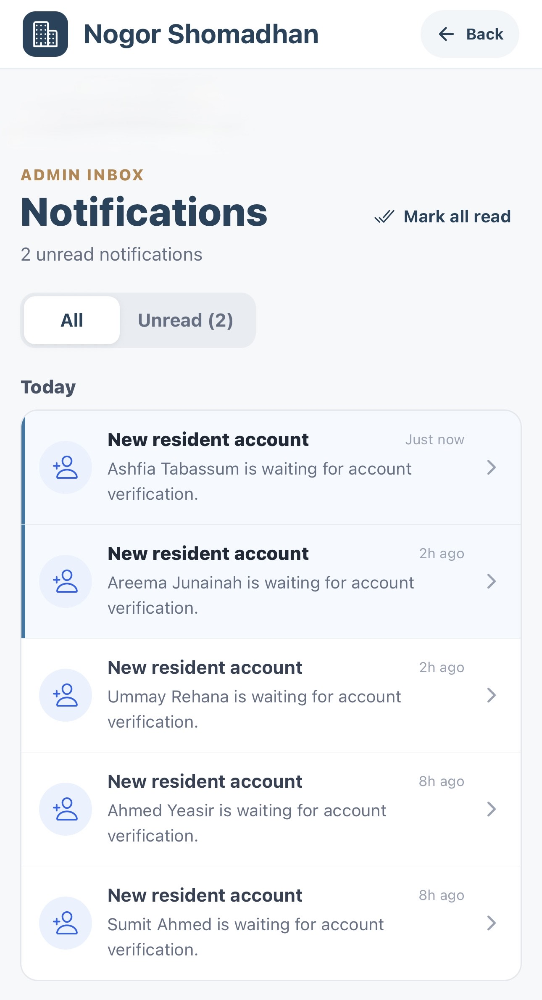 Nogor Shomadhan
Back
ADMIN INBOX
Notifications
Mark all read
2 unread notifications
All
Unread (2)
Today
New resident account
Just now
Ashfia Tabassum is waiting for account
verification.
New resident account
2h ago
Areema Junainah is waiting for account
verification.
New resident account
2h ago
Ummay Rehana is waiting for account
verification.
New resident account
8h ago
Ahmed Yeasir is waiting for account
verification.
New resident account
8h ago
Sumit Ahmed is waiting for account
verification.